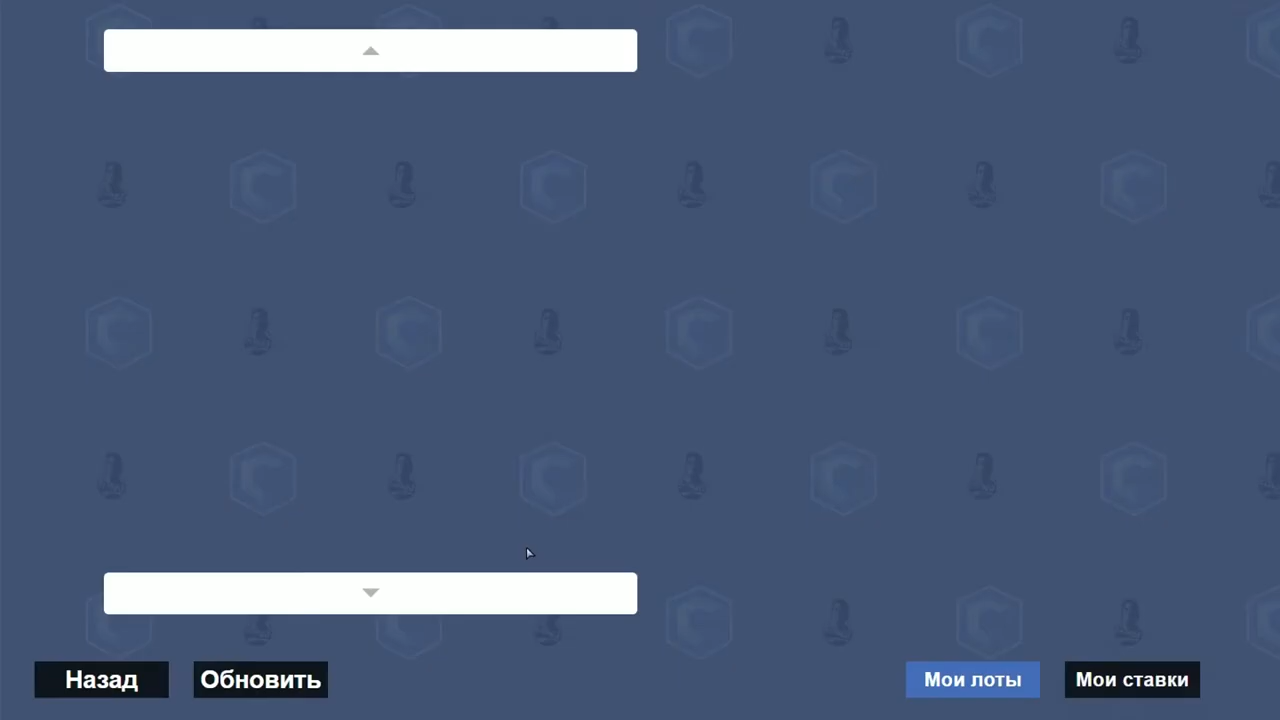 Назад
Обновить
Мои лоты
Мои ставки